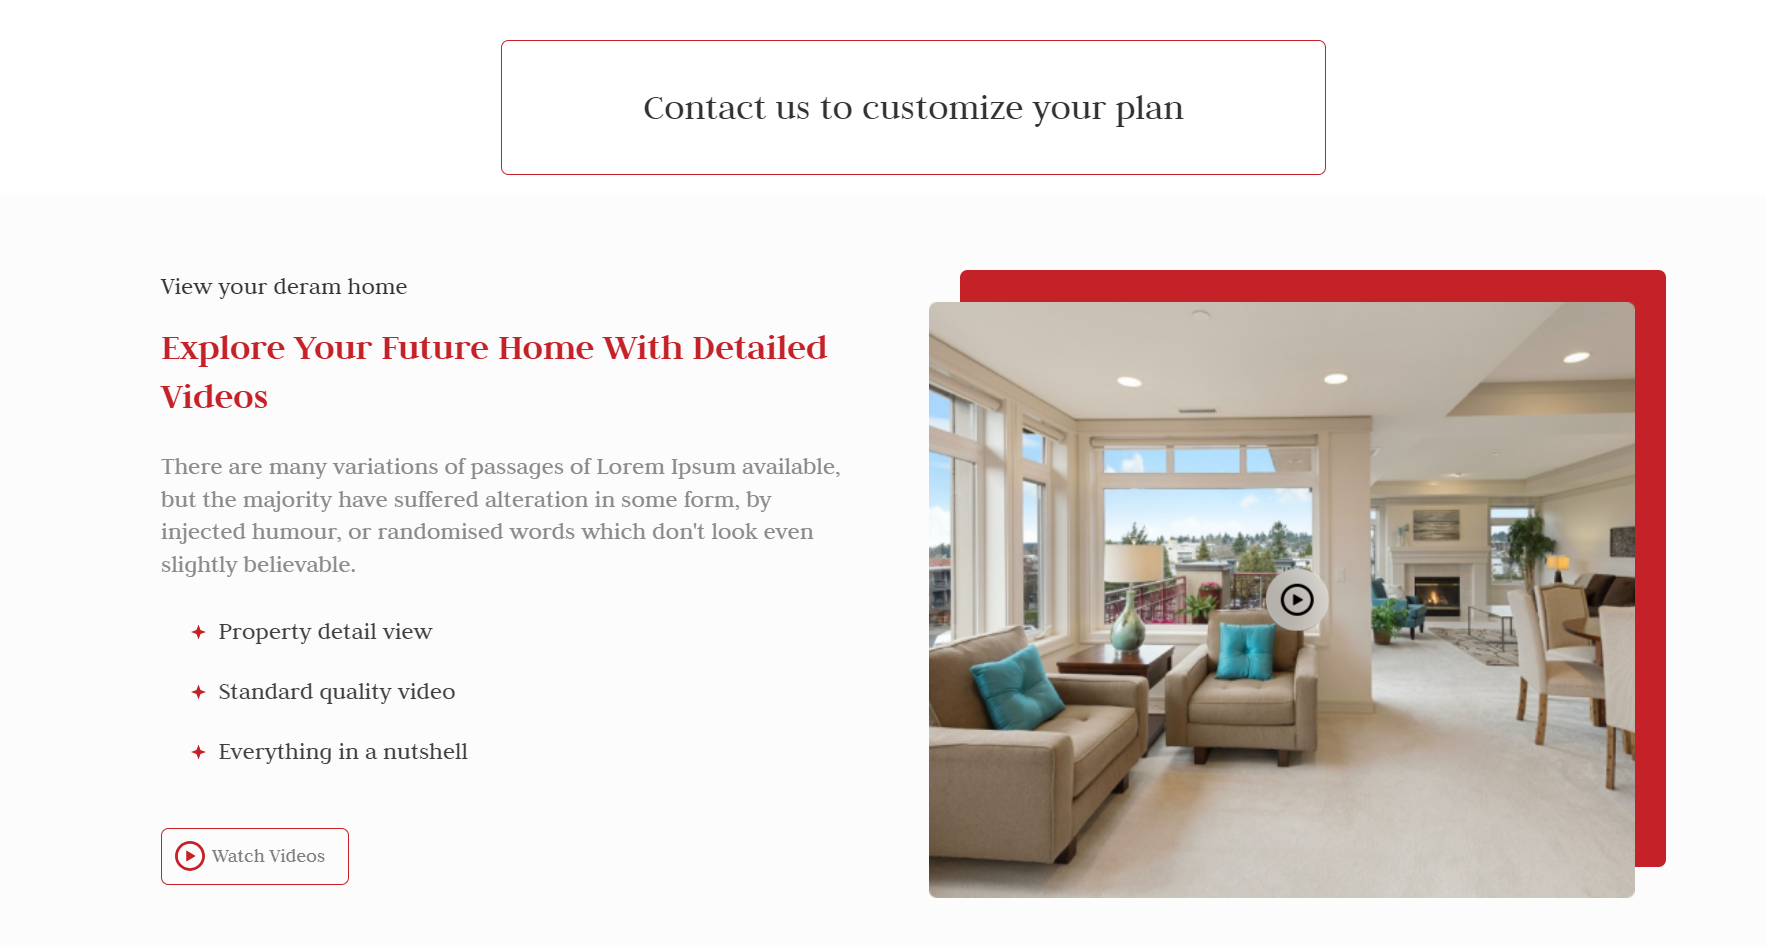 Contact us to customize your plan
View your deram home
Explore Your Future Home With Detailed
Videos
There are many variations of passages of Lorem Ipsum available,
but the majority have suffered alteration in some form, by
injected humour, or randomised words which don't look even
slightly believable.
Property detail view
Standard quality video
Everything in a nutshell
Watch Videos